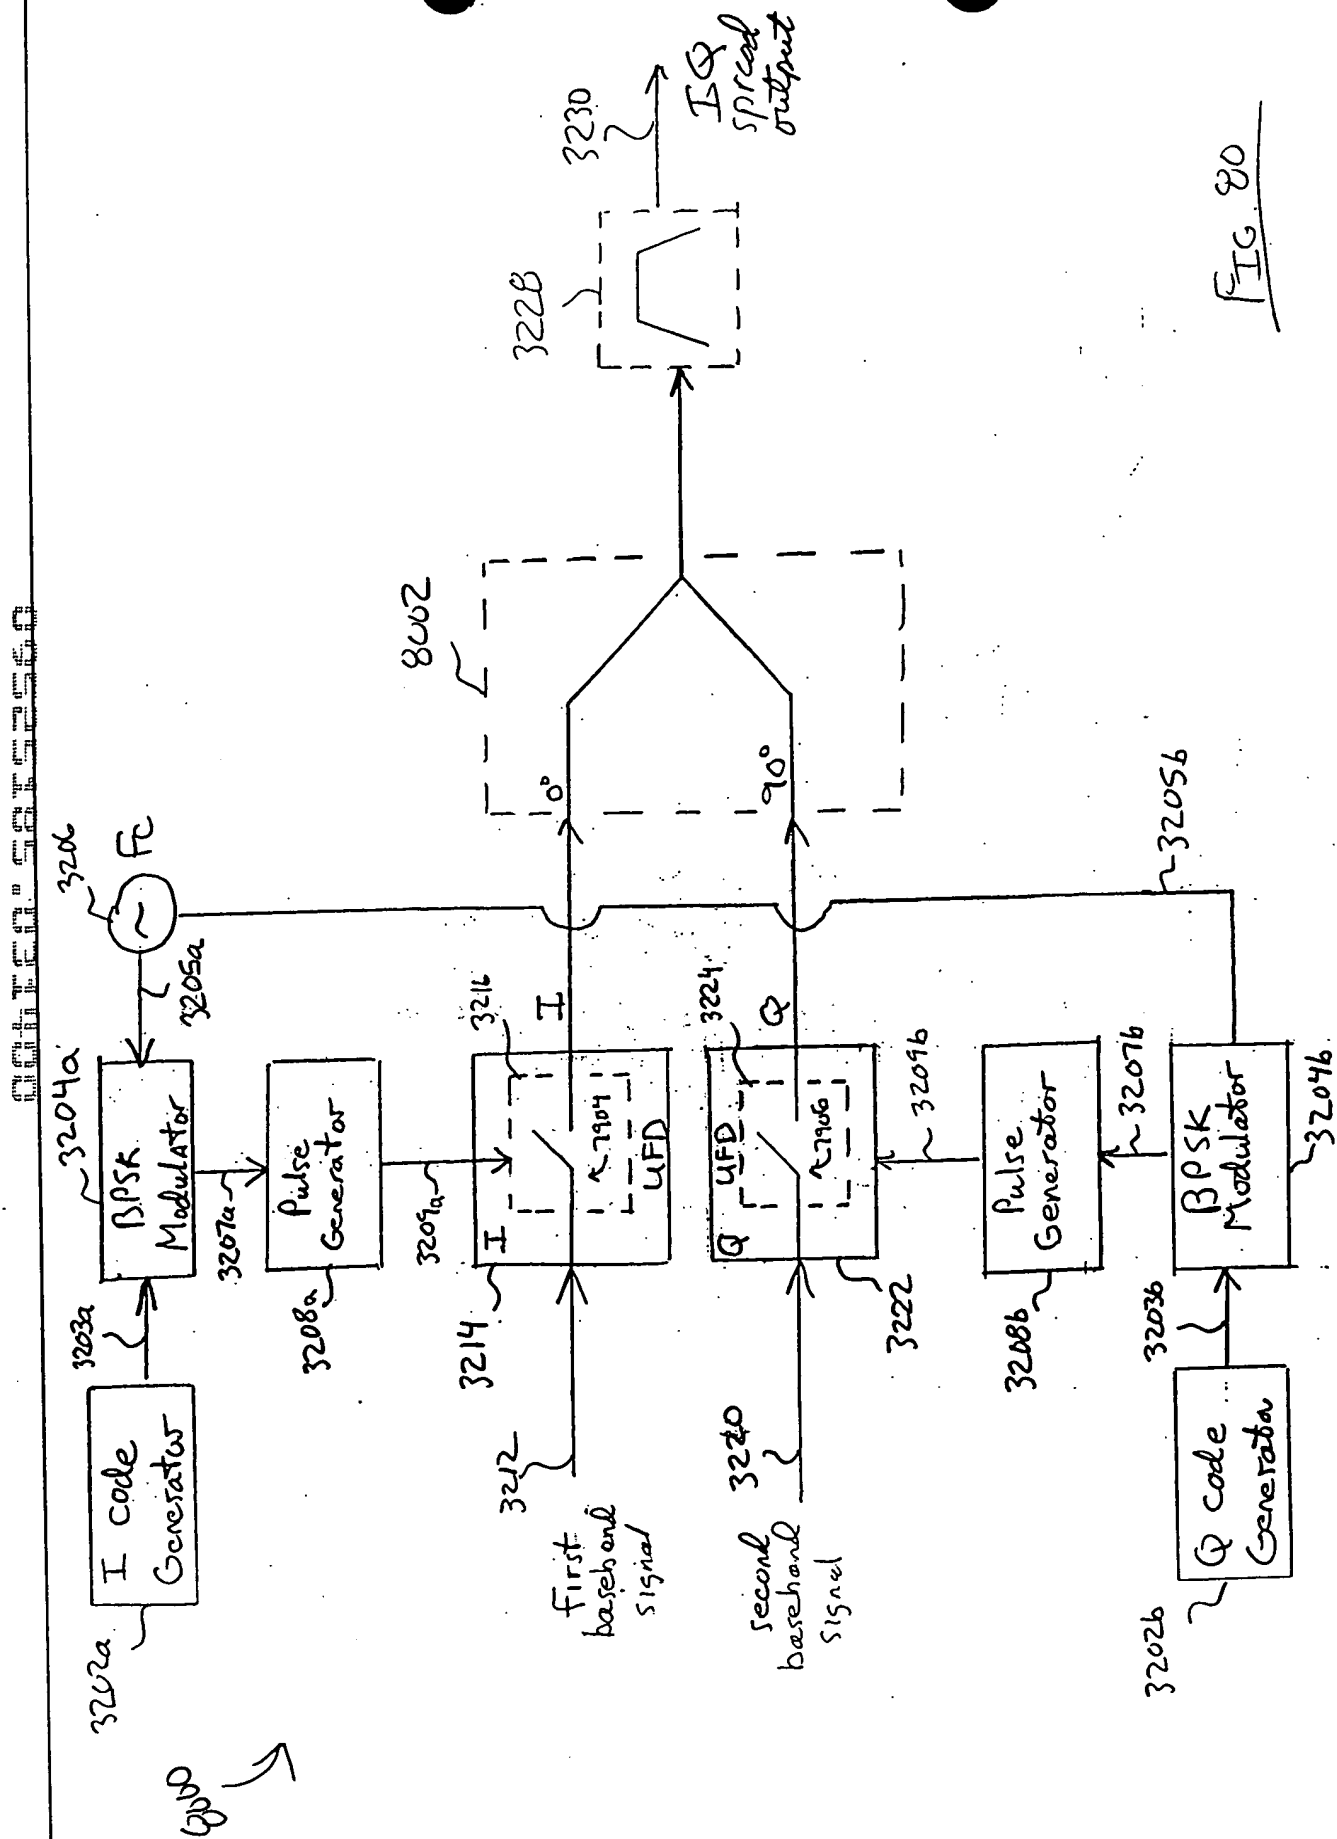 8000
3202a
I code
Generator
3203a
3204a
BPSK
Modulator
3205a
3206
Fc
3207a
3208a
Pulse
Generator
3209a
3212
First
baseband
signal
3214
I
3216
7904
UFD
I
0°
8002
3228
3230
IQ
spread
output
3220
second
baseband
signal
Q
UFD
3224
7906
3222
Q
90°
3209b
Pulse
Generator
3208b
3207b
3205b
BPSK
Modulator
3204b
3203b
Q code
Generator
3202b
FIG 80